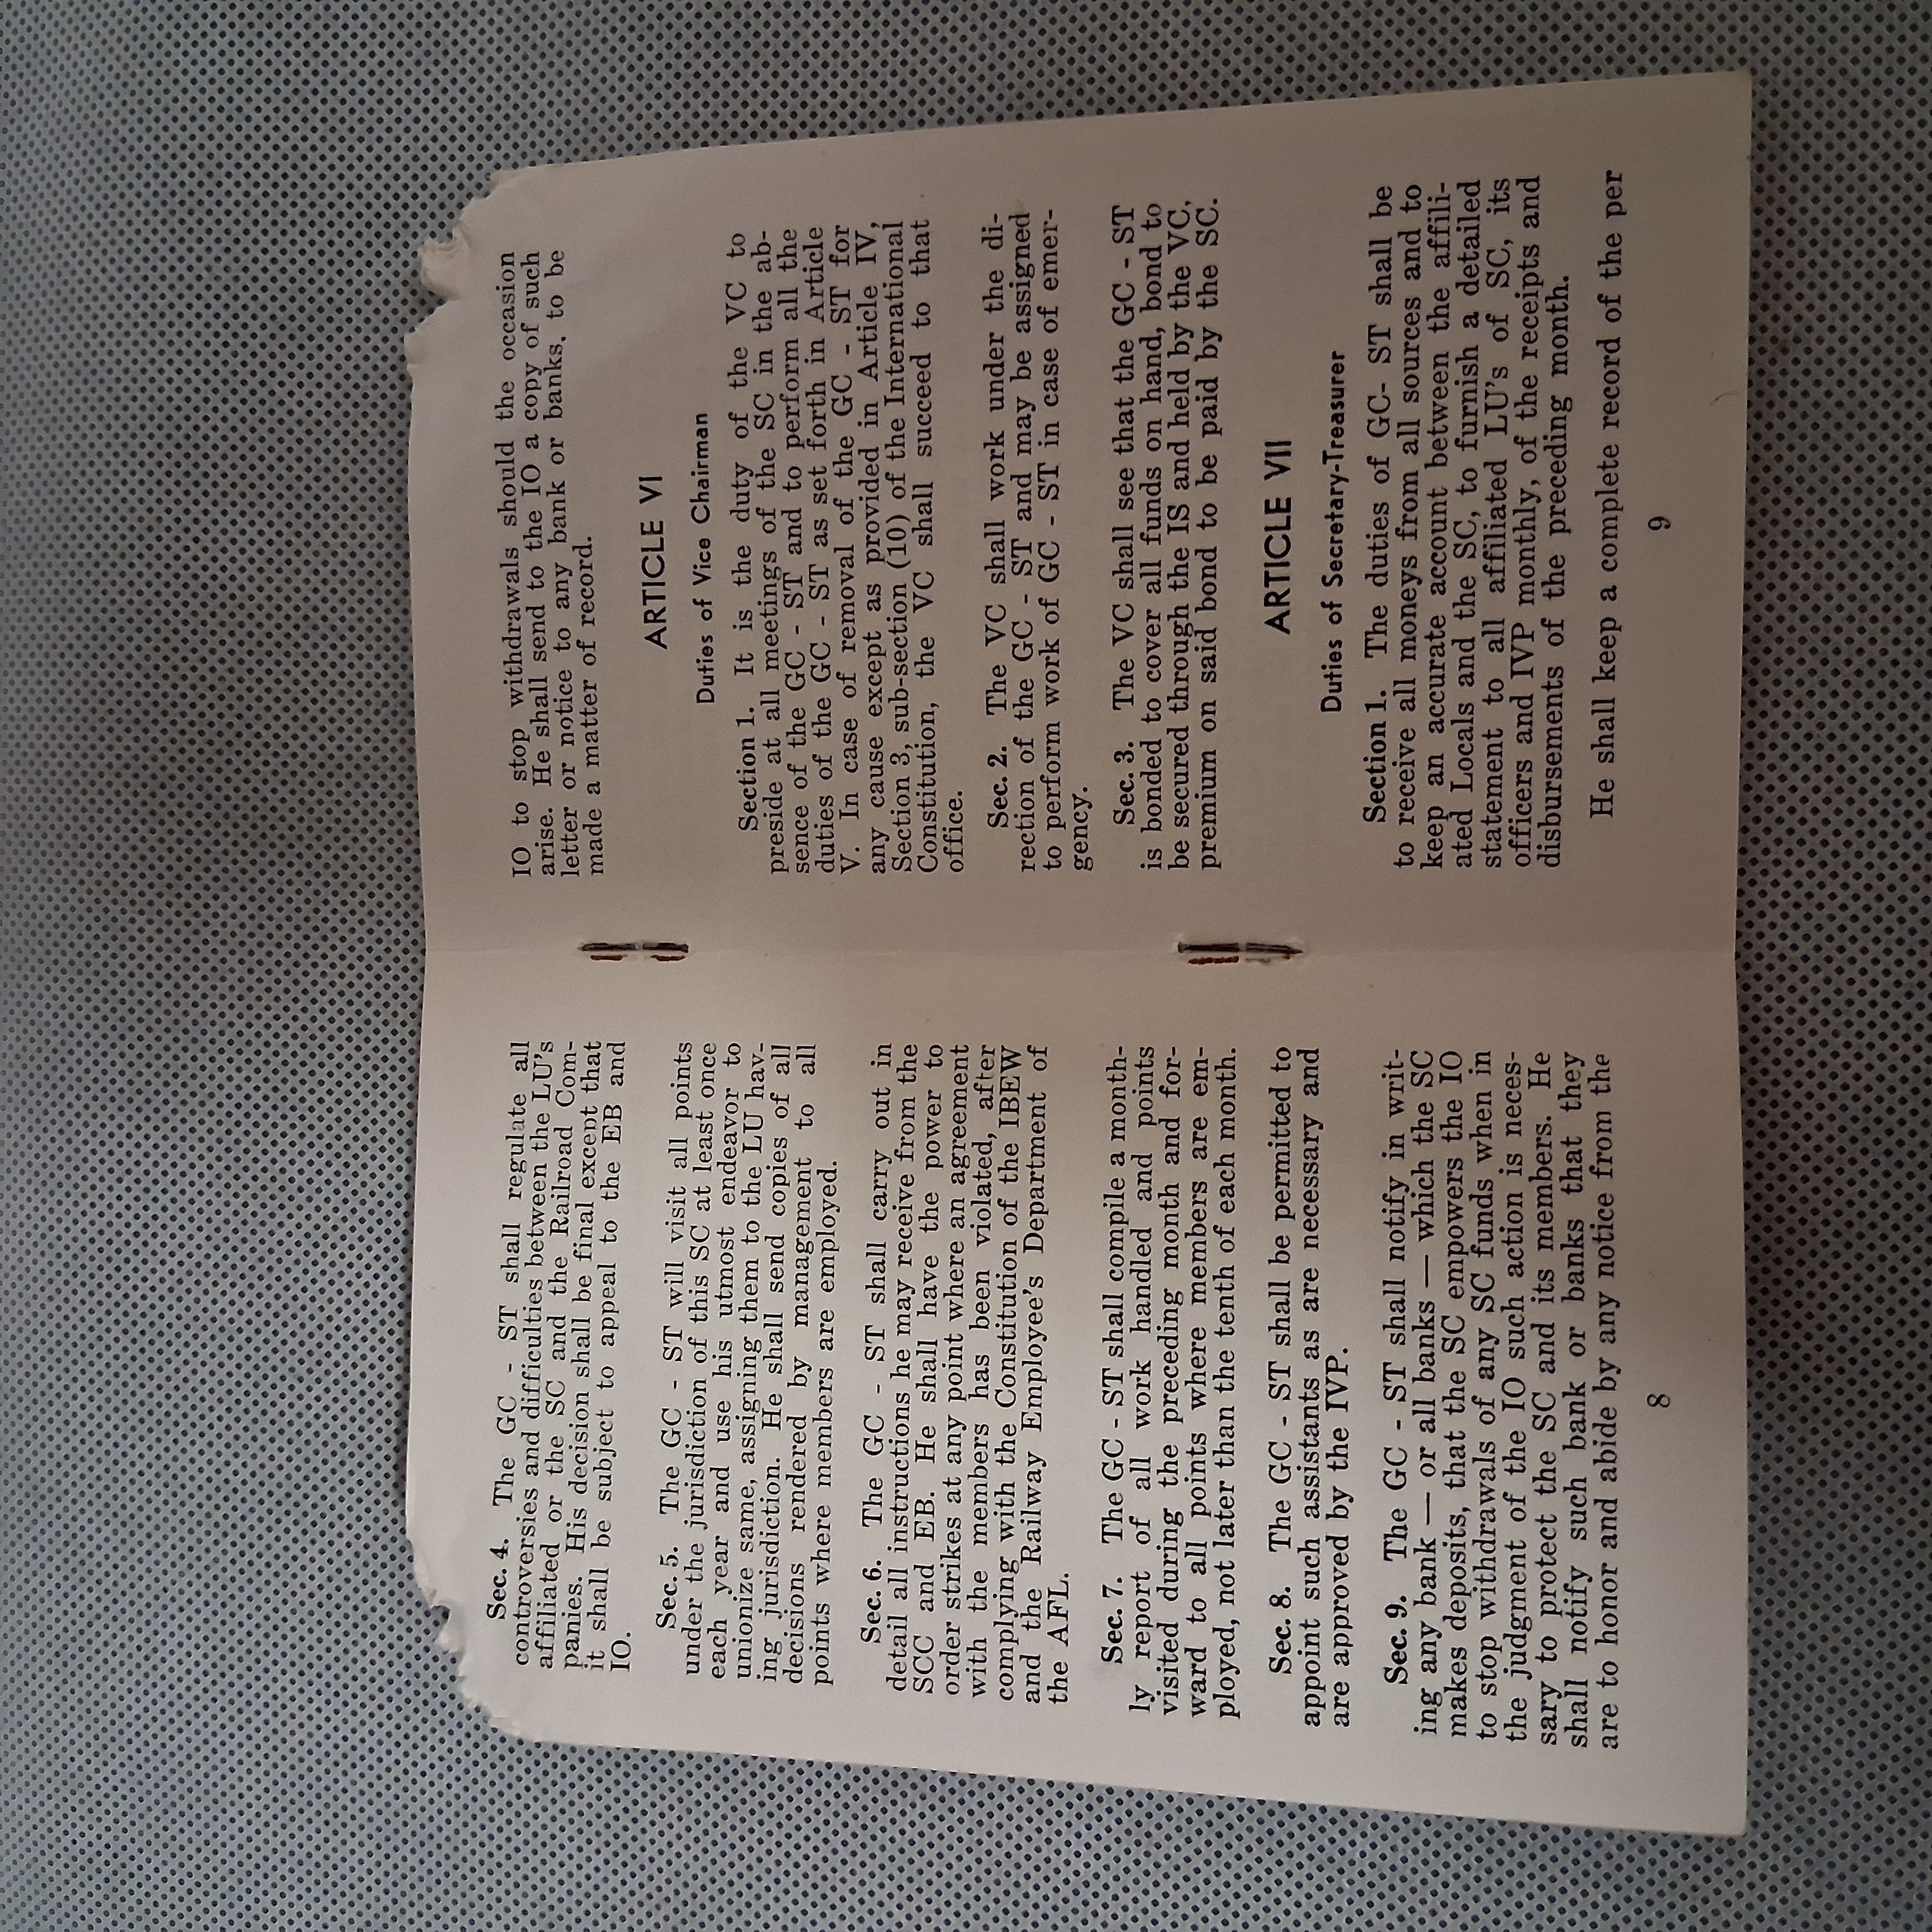 Sec. 4. The GC - ST shall regulate all
controversies and difficulties between the LU's
affiliated or the SC and the Railroad Com-
panies. His decision shall be final except that
it shall be subject to appeal to the EB and
IO.
Sec. 5. The GC - ST will visit all points
under the jurisdiction of this SC at least once
each year and use his utmost endeavor to
unionize same, assigning them to the LU hav-
ing jurisdiction. He shall send copies of all
decisions rendered by management to all
points where members are employed.
Sec. 6. The GC - ST shall carry out in
detail all instructions he may receive from the
SCC and EB. He shall have the power to
order strikes at any point where an agreement
with the members has been violated, after
complying with the Constitution of the IBEW
and the Railway Employee's Department of
the AFL.
Sec. 7. The GC - ST shall compile a month-
ly report of all work handled and points
visited during the preceding month and for-
ward to all points where members are em-
ployed, not later than the tenth of each month.
Sec. 8. The GC - ST shall be permitted to
appoint such assistants as are necessary and
are approved by the IVP.
Sec. 9. The GC - ST shall notify in writ-
ing any bank — or all banks — which the SC
makes deposits, that the SC empowers the IO
to stop withdrawals of any SC funds when in
the judgment of the IO such action is neces-
sary to protect the SC and its members. He
shall notify such bank or banks that they
are to honor and abide by any notice from the
8
IO to stop withdrawals should the occasion
arise. He shall send to the IO a copy of such
letter or notice to any bank or banks, to be
made a matter of record.
ARTICLE VI
Duties of Vice Chairman
Section 1. It is the duty of the VC to
preside at all meetings of the SC in the ab-
sence of the GC - ST and to perform all the
duties of the GC - ST as set forth in Article
V. In case of removal of the GC - ST for
any cause except as provided in Article IV,
Section 3, sub-section (10) of the International
Constitution, the VC shall succeed to that
office.
Sec. 2. The VC shall work under the di-
rection of the GC - ST and may be assigned
to perform work of GC - ST in case of emer-
gency.
Sec. 3. The VC shall see that the GC - ST
is bonded to cover all funds on hand, bond to
be secured through the IS and held by the VC,
premium on said bond to be paid by the SC.
ARTICLE VII
Duties of Secretary-Treasurer
Section 1. The duties of GC- ST shall be
to receive all moneys from all sources and to
keep an accurate account between the affili-
ated Locals and the SC, to furnish a detailed
statement to all affiliated LU's of SC, its
officers and IVP monthly, of the receipts and
disbursements of the preceding month.
He shall keep a complete record of the per
9